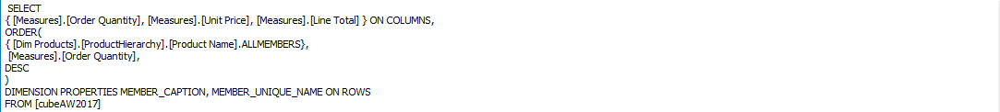 SELECT
{ [Measures].[Order Quantity], [Measures].[Unit Price], [Measures].[Line Total] } ON COLUMNS,
ORDER(
{ [Dim Products].[ProductHierarchy].[Product Name].ALLMEMBERS},
[Measures].[Order Quantity],
DESC
)
DIMENSION PROPERTIES MEMBER_CAPTION, MEMBER_UNIQUE_NAME ON ROWS
FROM [cubeAW2017]